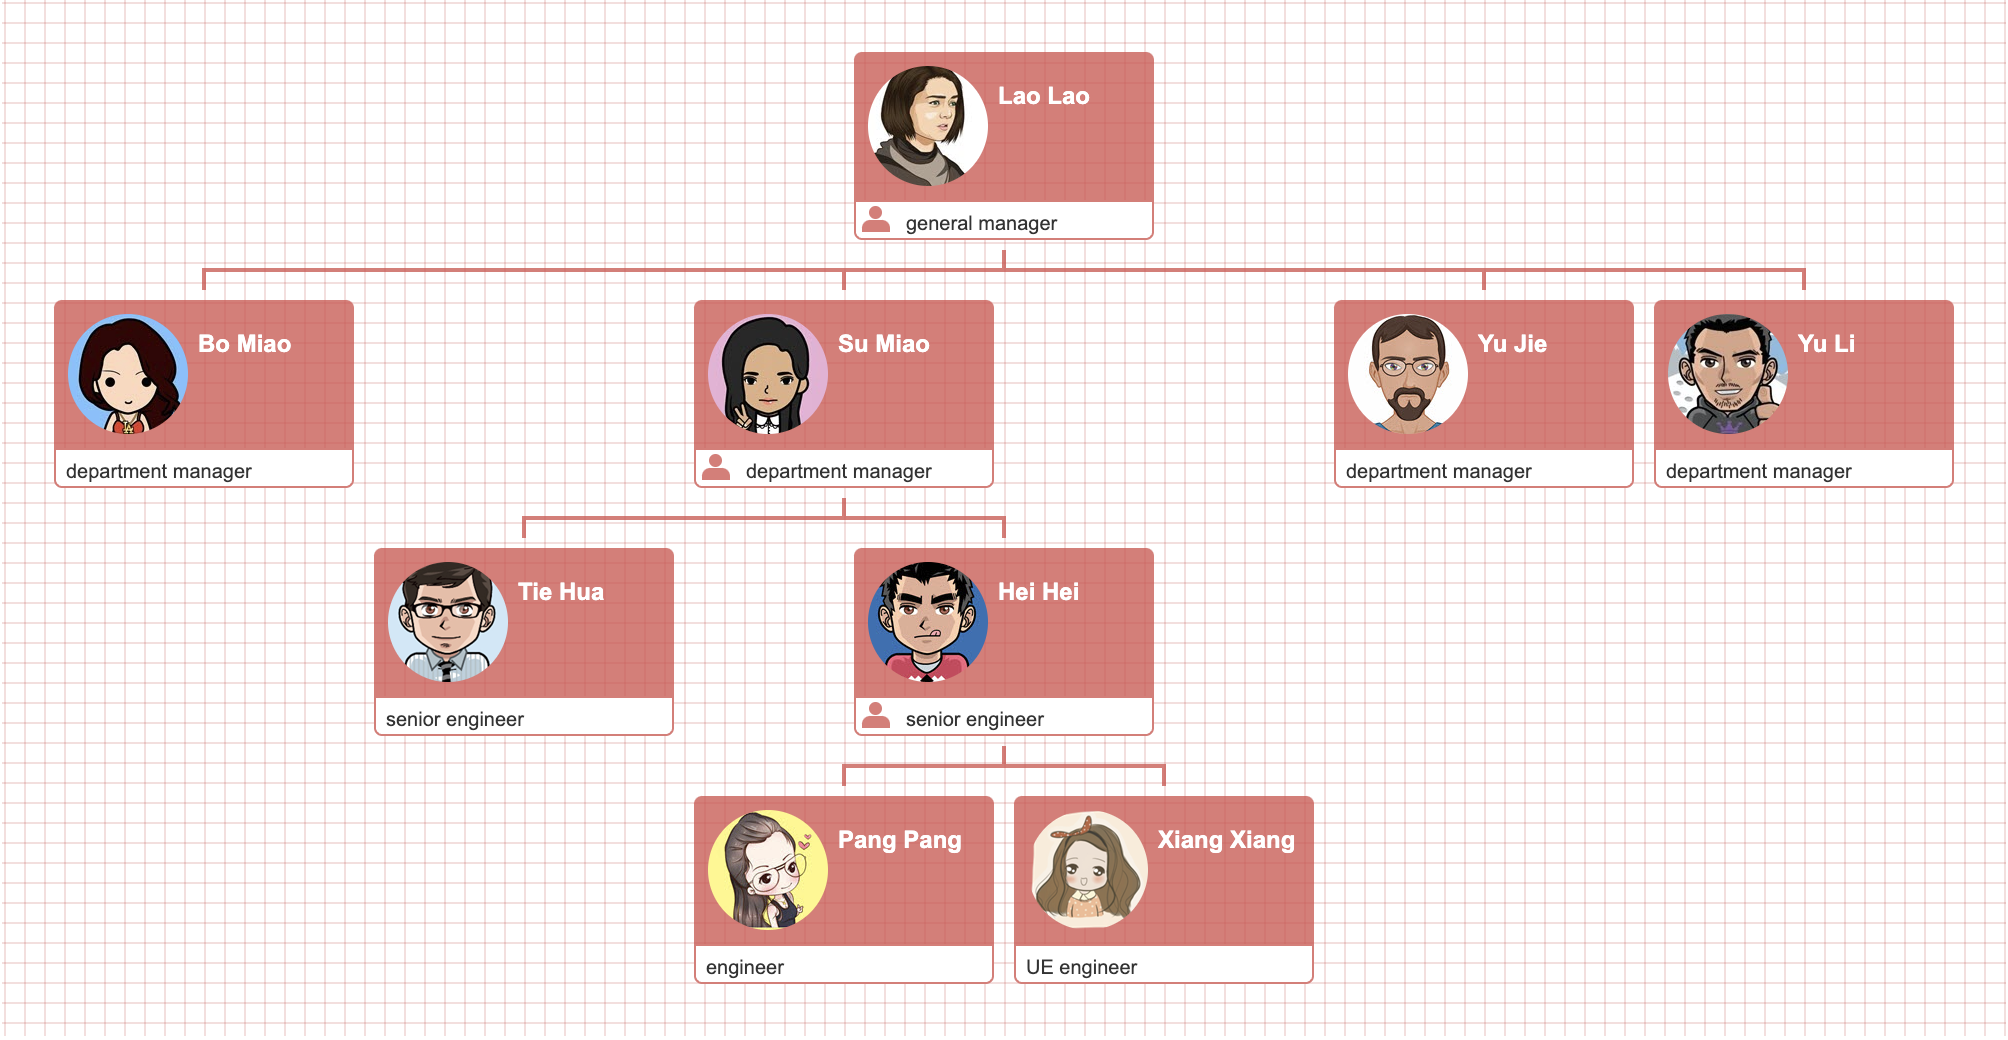 Lao Lao
general manager
Bo Miao
department manager
Su Miao
department manager
Yu Jie
department manager
Yu Li
department manager
Tie Hua
senior engineer
Hei Hei
senior engineer
Pang Pang
engineer
Xiang Xiang
UE engineer